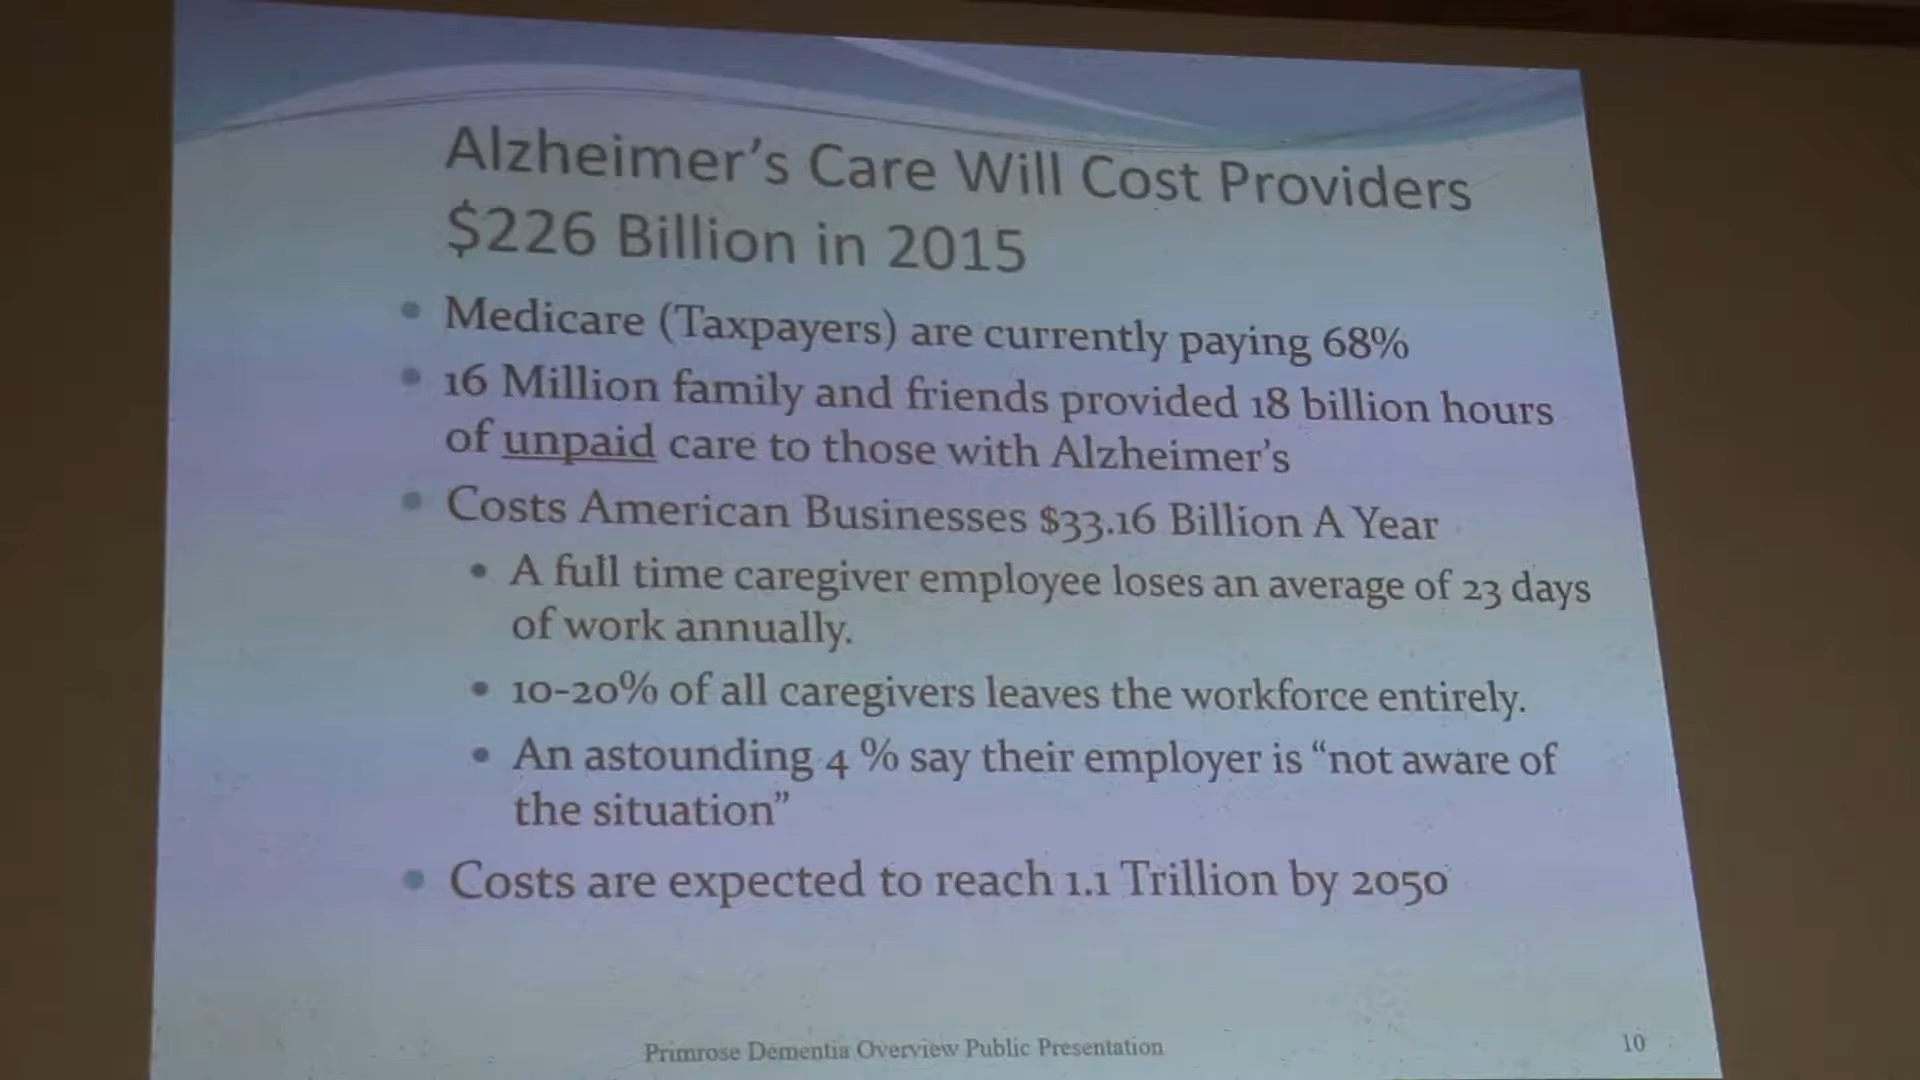 Alzheimer's Care Will Cost Providers
$226 Billion in 2015
• Medicare (Taxpayers) are currently paying 68%
• 16 Million family and friends provided 18 billion hours
of unpaid care to those with Alzheimer's
• Costs American Businesses $33.16 Billion A Year
• A full time caregiver employee loses an average of 23 days
of work annually.
• 10-20% of all caregivers leaves the workforce entirely.
• An astounding 4 % say their employer is “not aware of
the situation”
• Costs are expected to reach 1.1 Trillion by 2050
Primrose Dementia Overview Public Presentation
10